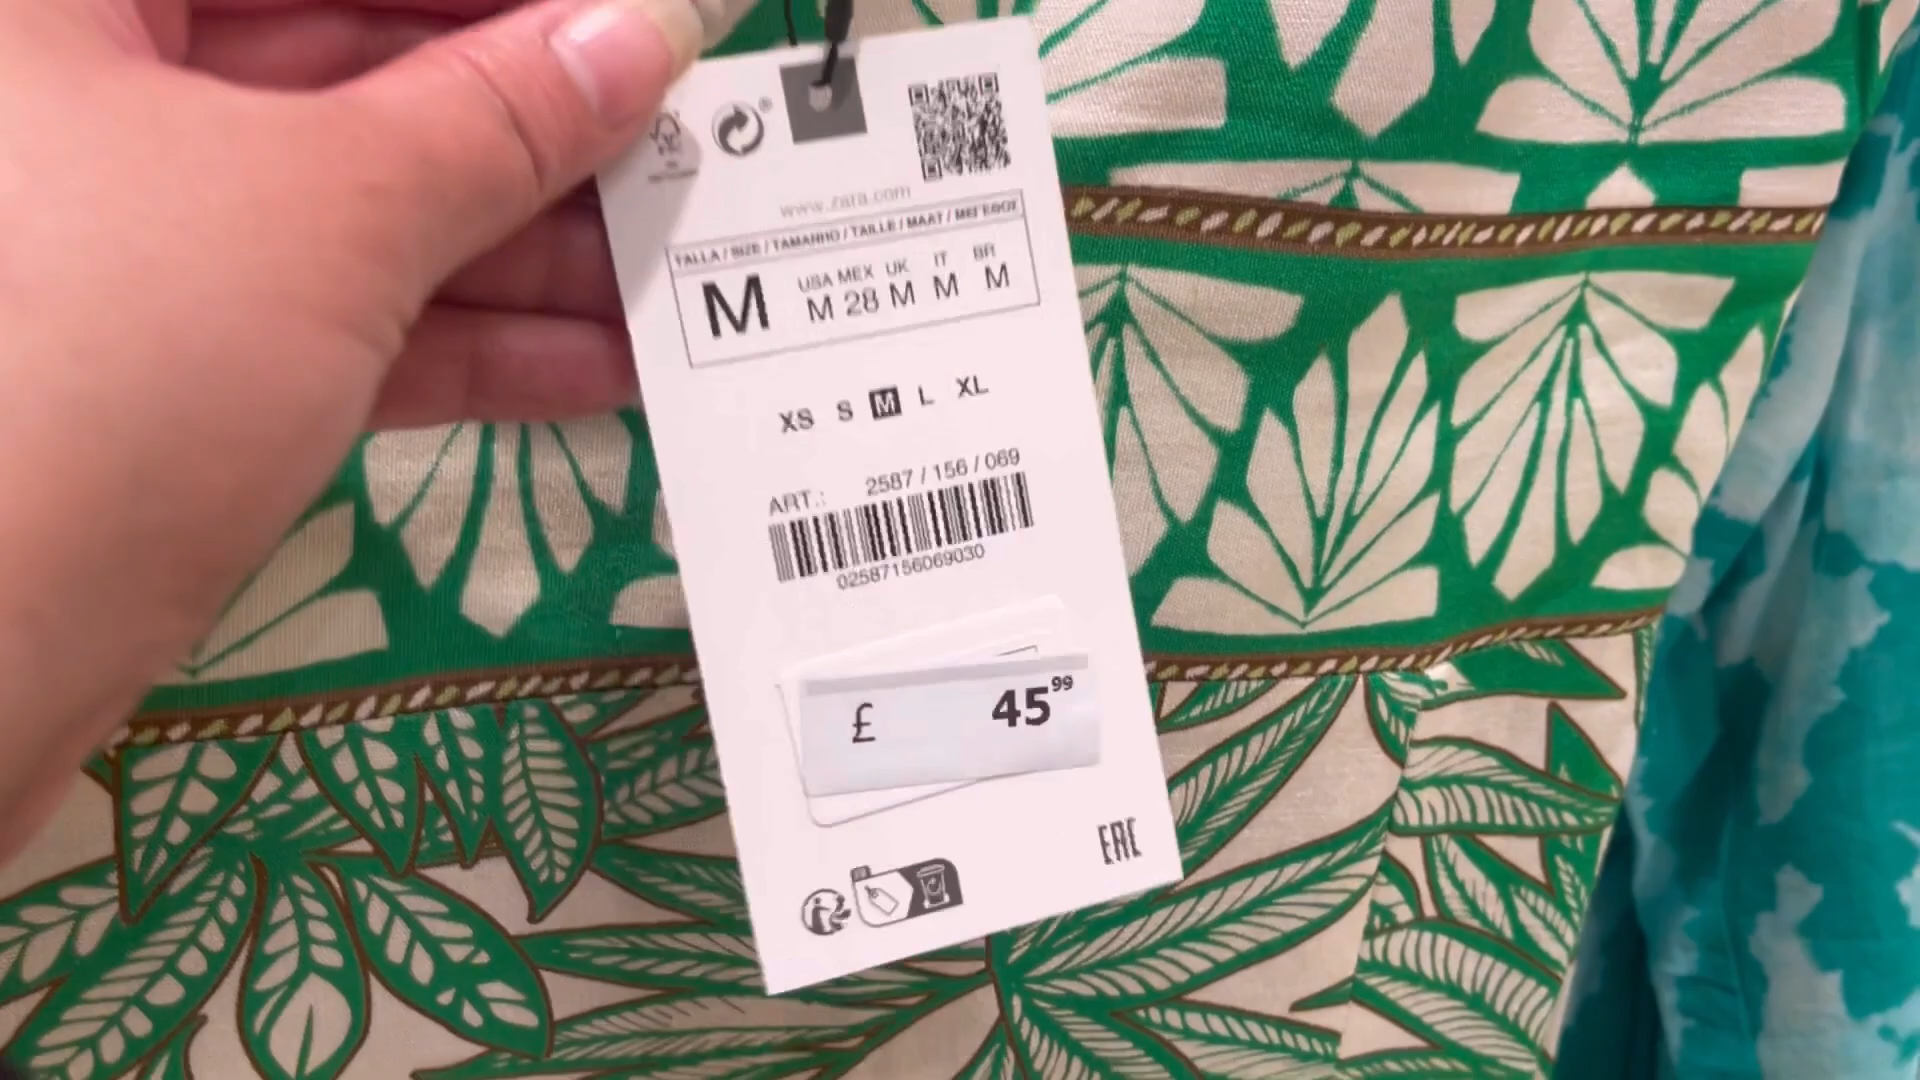 www.zara.com
TALLA / SIZE / TAMANHO / TAILLE / MAAT / ΜΕΓΕΘΟΣ
USA MEX UK IT BR
M M 28 M M M
XS S M L XL
2587 / 156 / 069
ART.:
02587156069030
£ 45 99
EAC